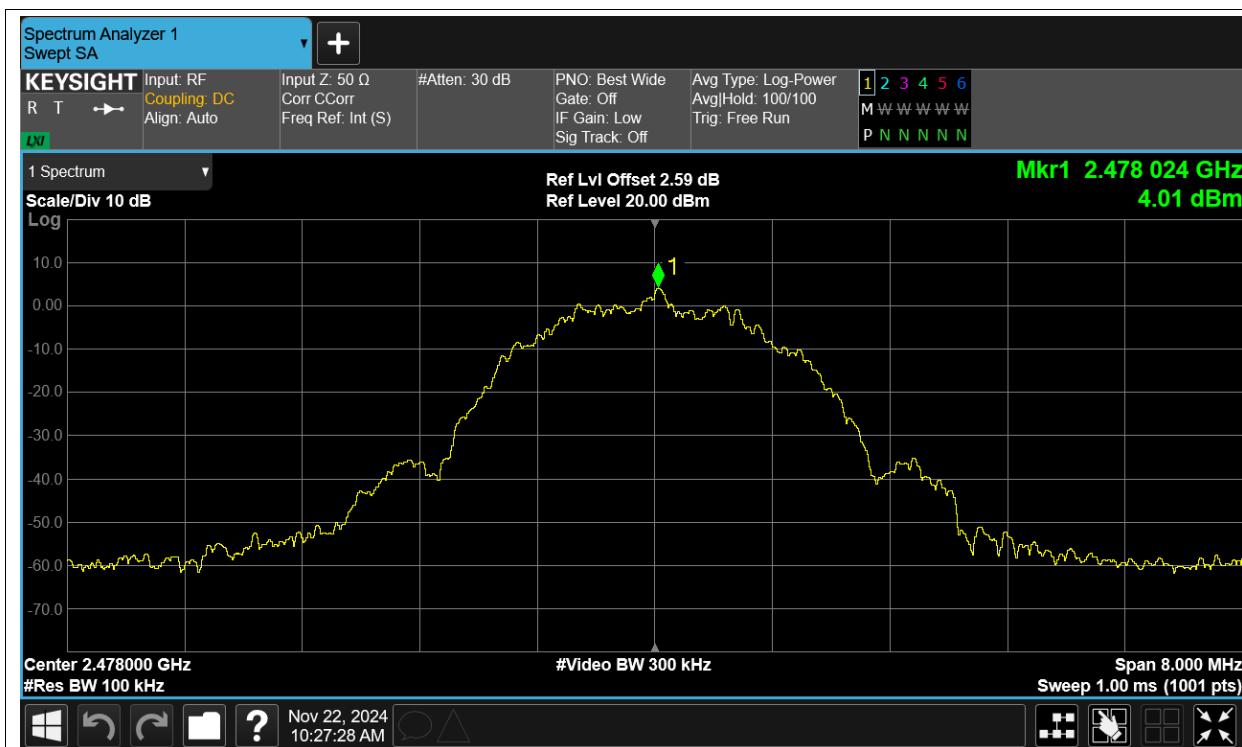 Spectrum Analyzer 1
Swept SA
KEYSIGHT
R T
LXI
Input: RF
Coupling: DC
Align: Auto
Input Z: 50 Ω
Corr CCorr
Freq Ref: Int (S)
#Atten: 30 dB
PNO: Best Wide
Gate: Off
IF Gain: Low
Sig Track: Off
Avg Type: Log-Power
Avg|Hold: 100/100
Trig: Free Run
1 2 3 4 5 6
M W W W W W W
P N N N N N
1 Spectrum
Scale/Div 10 dB
Log
Ref Lvl Offset 2.59 dB
Ref Level 20.00 dBm
Mkr1 2.478 024 GHz
4.01 dBm
1
10.0
0.00
-10.0
-20.0
-30.0
-40.0
-50.0
-60.0
-70.0
Center 2.478000 GHz
#Res BW 100 kHz
#Video BW 300 kHz
Span 8.000 MHz
Sweep 1.00 ms (1001 pts)
?
Nov 22, 2024
10:27:28 AM